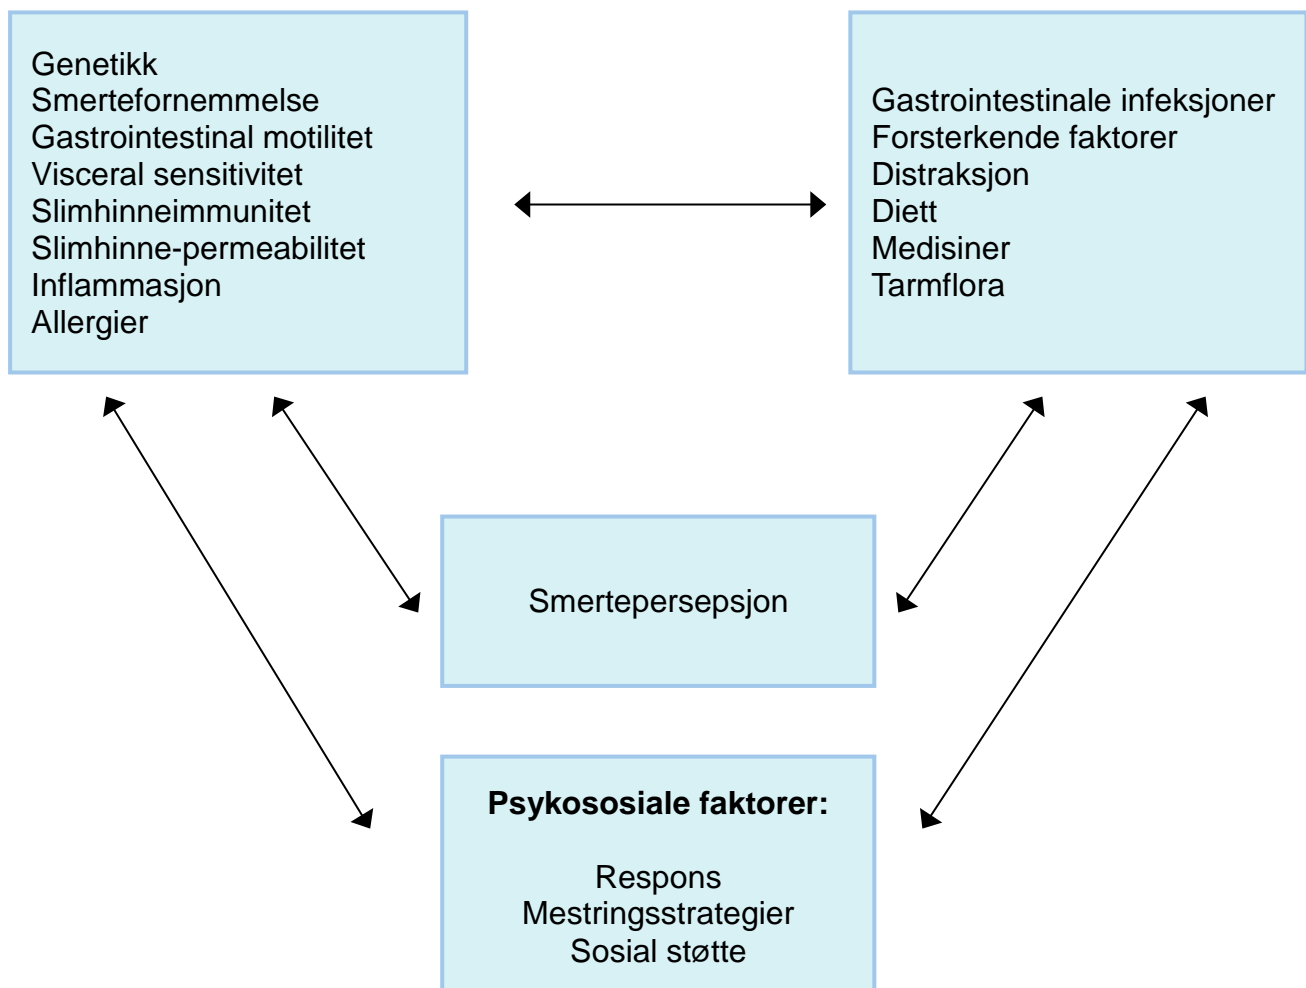 Genetikk
Smertefornemmelse
Gastrointestinal motilitet
Visceral sensitivitet
Slimhinneimmunitet
Slimhinne-permeabilitet
Inflammasjon
Allergier
Gastrointestinale infeksjoner
Forsterkende faktorer
Distraksjon
Diett
Medisiner
Tarmflora
Smertepersepsjon
Psykososiale faktorer:
Respons
Mestringsstrategier
Sosial støtte